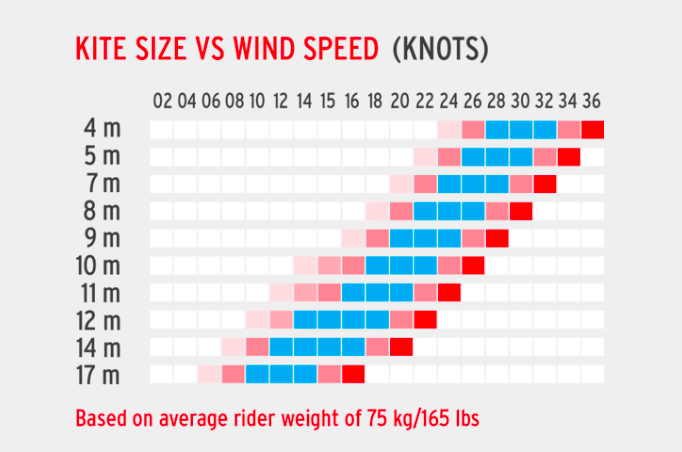 KITE SIZE VS WIND SPEED (KNOTS)
02 04 06 08 10 12 14 15 16 18 20 22 24 26 28 30 32 34 36
4 m
5 m
7 m
8 m
9 m
10 m
11 m
12 m
14 m
17 m
Based on average rider weight of 75 kg/165 lbs